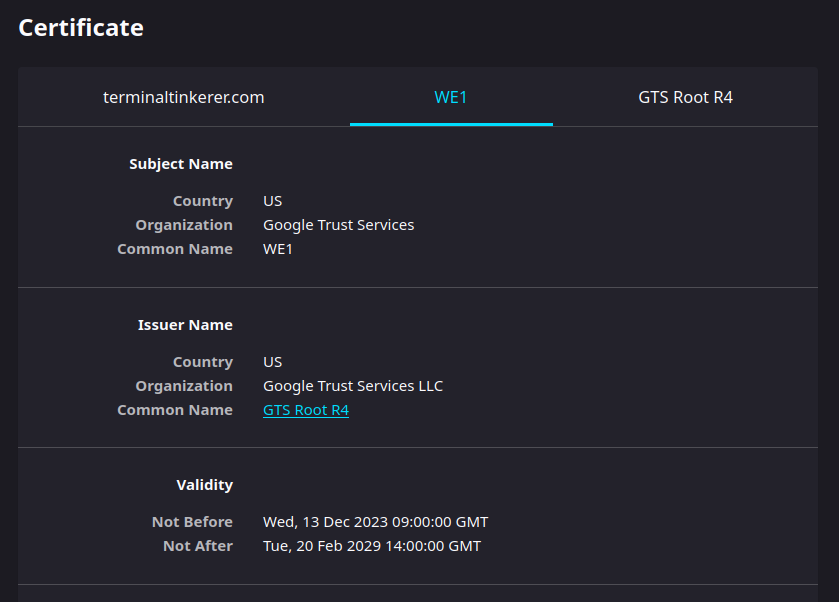 Certificate
terminaltinkerer.com WE1 GTS Root R4
Subject Name
Country US
Organization Google Trust Services
Common Name WE1
Issuer Name
Country US
Organization Google Trust Services LLC
Common Name GTS Root R4
Validity
Not Before Wed, 13 Dec 2023 09:00:00 GMT
Not After Tue, 20 Feb 2029 14:00:00 GMT